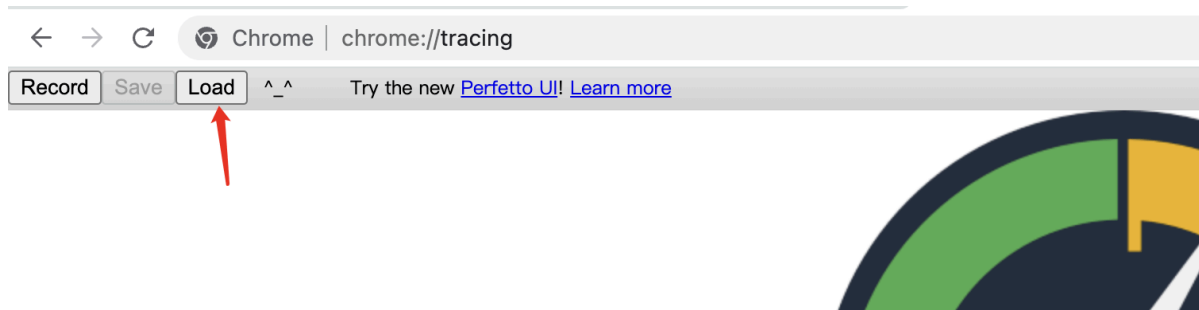 Chrome | chrome://tracing
Record Save Load ^_^ Try the new Perfetto UI! Learn more